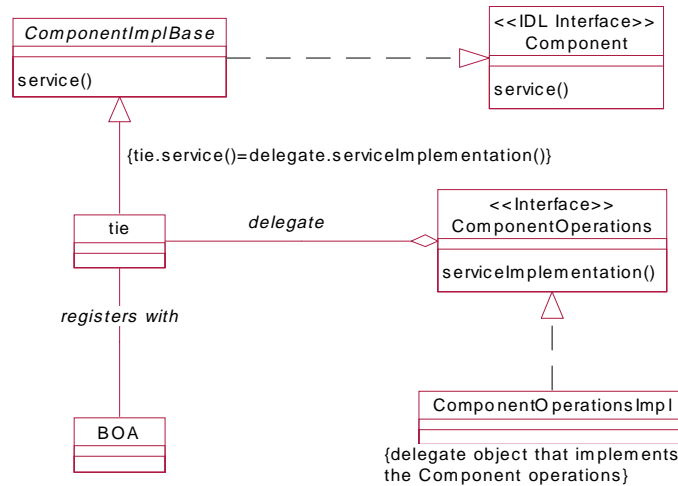 ComponentImplBase
service()
<<IDL Interface>>
Component
service()
{tie.service()=delegate.serviceImplementation()}
tie
delegate
<<Interface>>
ComponentOperations
serviceImplementation()
registers with
BOA
ComponentOperationsImpl
{delegate object that implements
the Component operations}